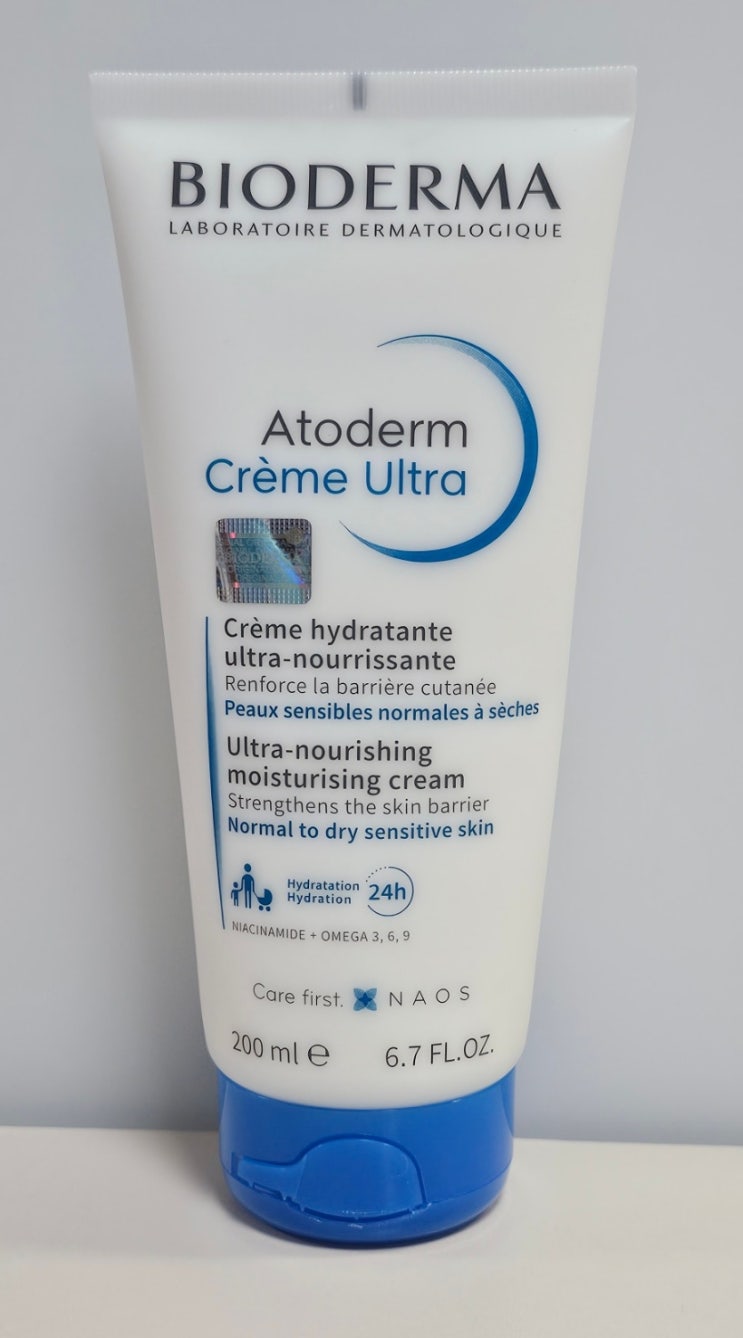 BIODERMA
LABORATOIRE DERMATOLOGIQUE
Atoderm
Crème Ultra
Crème hydratante
ultra-nourrissante
Renforce la barrière cutanée
Peaux sensibles normales à sèches
Ultra-nourishing
moisturising cream
Strengthens the skin barrier
Normal to dry sensitive skin
Hydratation
Hydration
24h
NIACINAMIDE + OMEGA 3, 6, 9
Care first. NAOS
200 ml ℮ 6.7 FL.OZ.